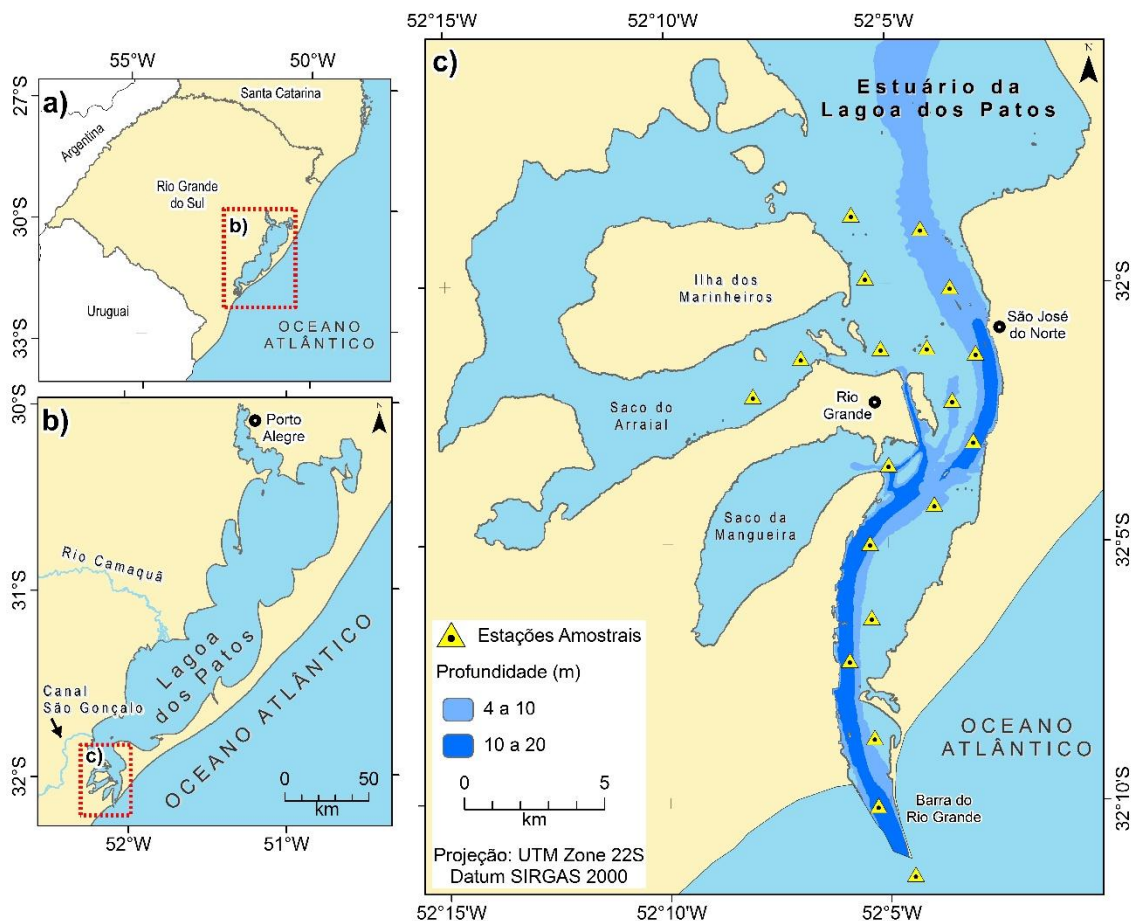 a)
55°W
50°W
27°S
30°S
33°S
Santa Catarina
Argentina
Rio Grande
do Sul
b)
Uruguai
OCEANO
ATLÂNTICO
b)
30°S
31°S
32°S
N
Porto
Alegre
Rio Camaquã
Lagoa
dos Patos
OCEANO ATLÂNTICO
Canal
São Gonçalo
c)
0
50
km
52°W
51°W
c)
52°15'W
52°10'W
52°5'W
N
Estuário da
Lagoa dos Patos
Ilha dos
Marinheiros
32°S
São José
do Norte
Rio
Grande
Saco do
Arraial
Saco da
Mangueira
32°5'S
Estações Amostrais
Profundidade (m)
4 a 10
10 a 20
0
5
km
Projeção: UTM Zone 22S
Datum SIRGAS 2000
OCEANO
ATLÂNTICO
Barra do
Rio Grande
32°10'S
52°15'W
52°10'W
52°5'W